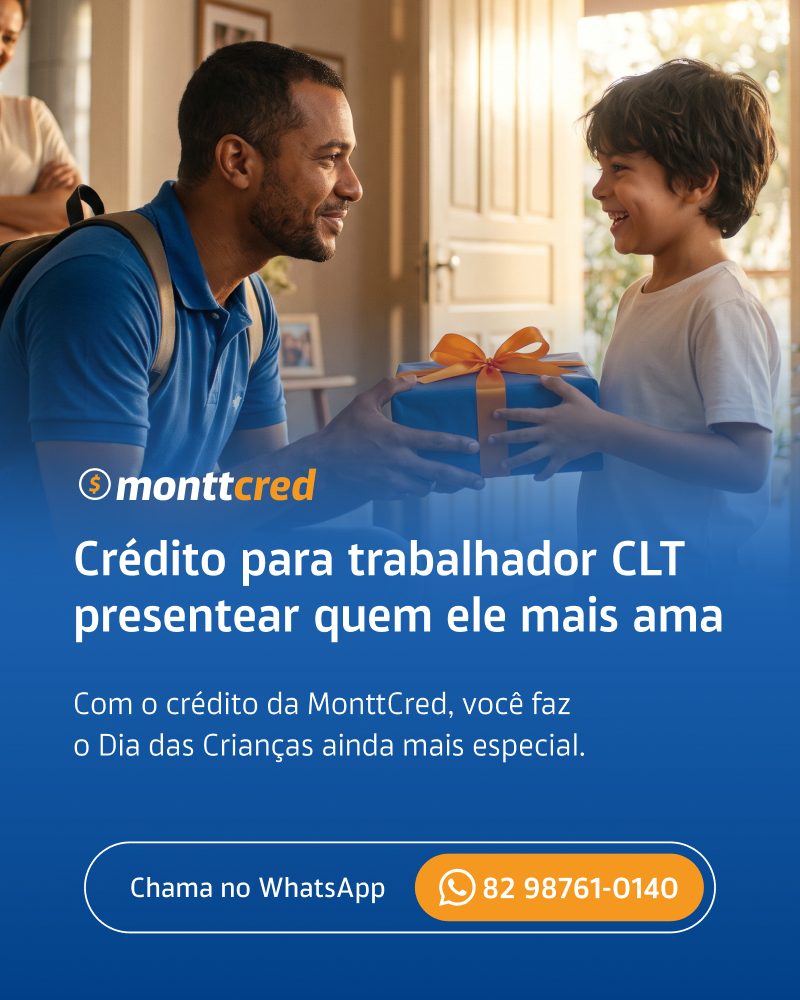 $ monttcred
Crédito para trabalhador CLT
presentear quem ele mais ama
Com o crédito da MonttCred, você faz
o Dia das Crianças ainda mais especial.
Chama no WhatsApp 82 98761-0140